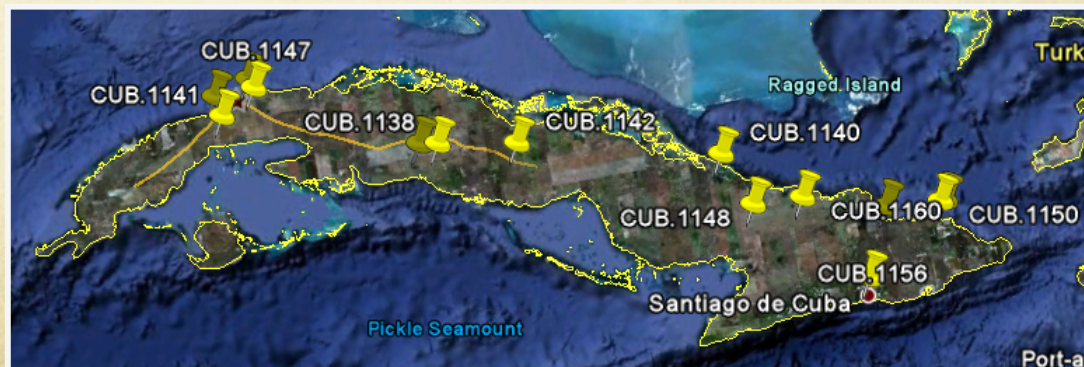 CUB.1147
Turk
CUB.1141
Ragged Island
CUB.1138
CUB.1142
CUB.1140
CUB.1148
CUB.1160
CUB.1150
CUB.1156
Santiago de Cuba
Pickle Seamount
Port-a